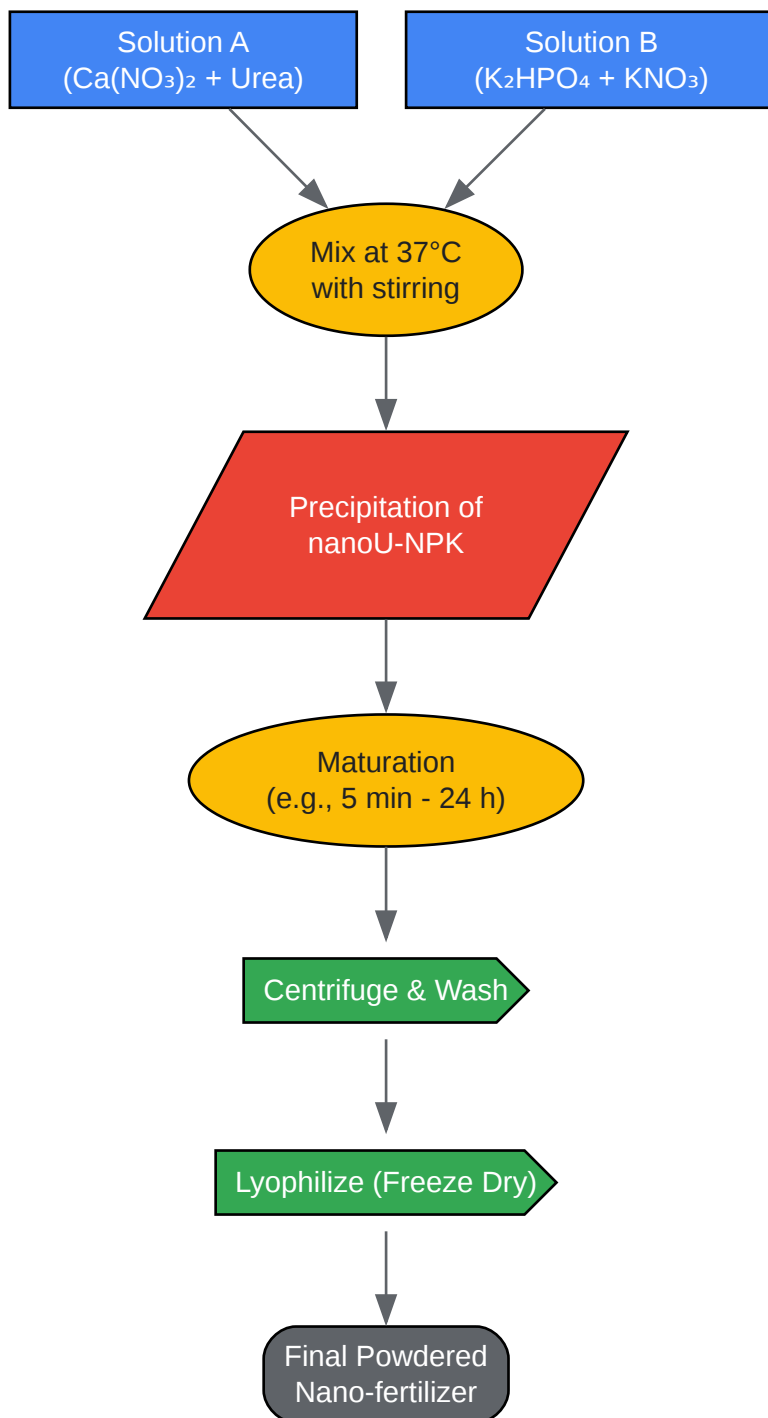 Solution A
(Ca(NO₃)₂ + Urea)
Solution B
(K₂HPO₄ + KNO₃)
Mix at 37°C
with stirring
Precipitation of
nanoU-NPK
Maturation
(e.g., 5 min - 24 h)
Centrifuge & Wash
Lyophilize (Freeze Dry)
Final Powdered
Nano-fertilizer